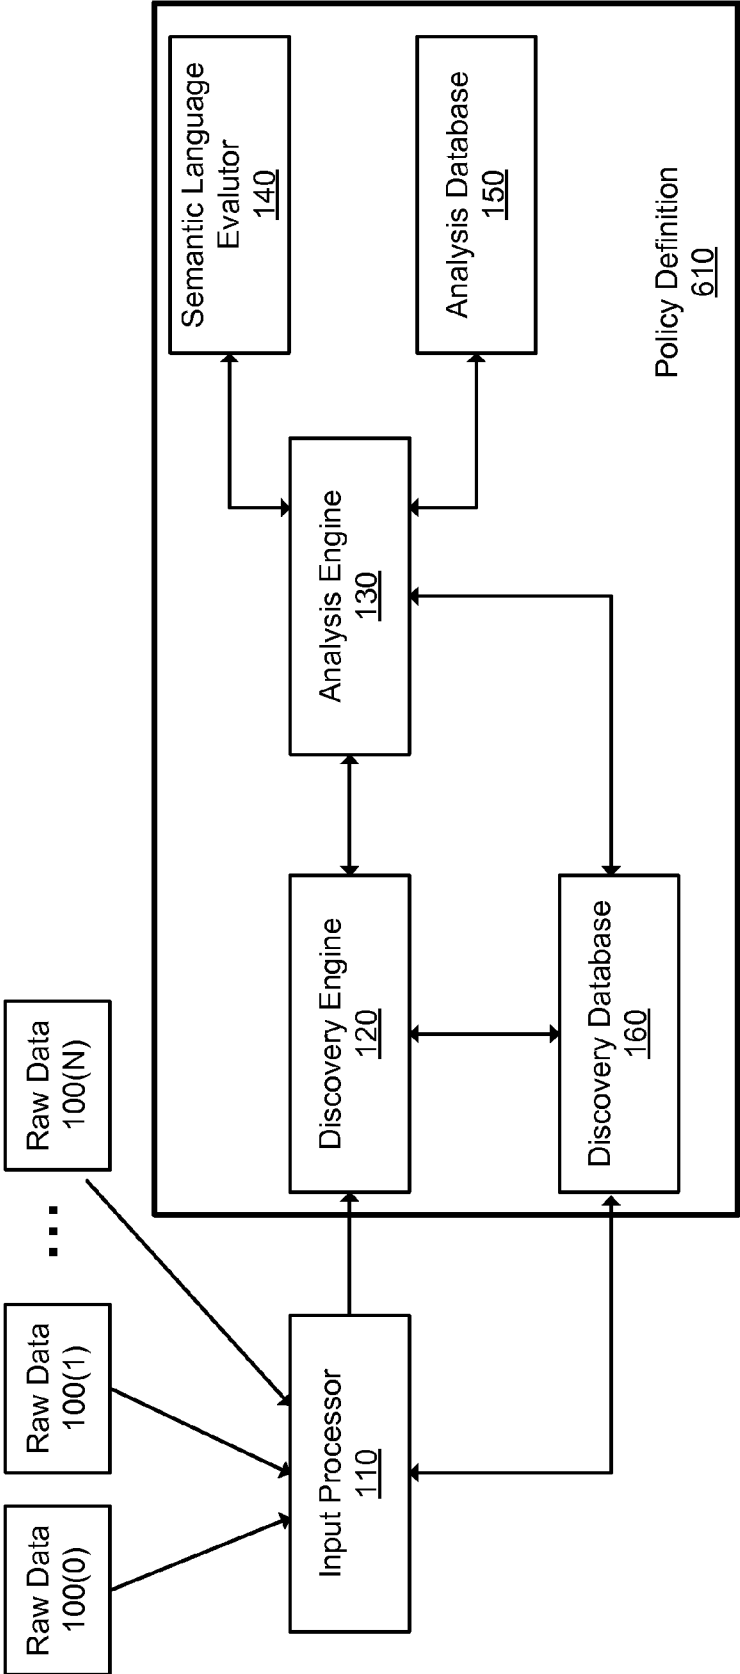 Raw Data
100(0)
Raw Data
100(1)
...
Raw Data
100(N)
Input Processor
110
Discovery Engine
120
Analysis Engine
130
Semantic Language
Evalutor
140
Analysis Database
150
Discovery Database
160
Policy Definition
610